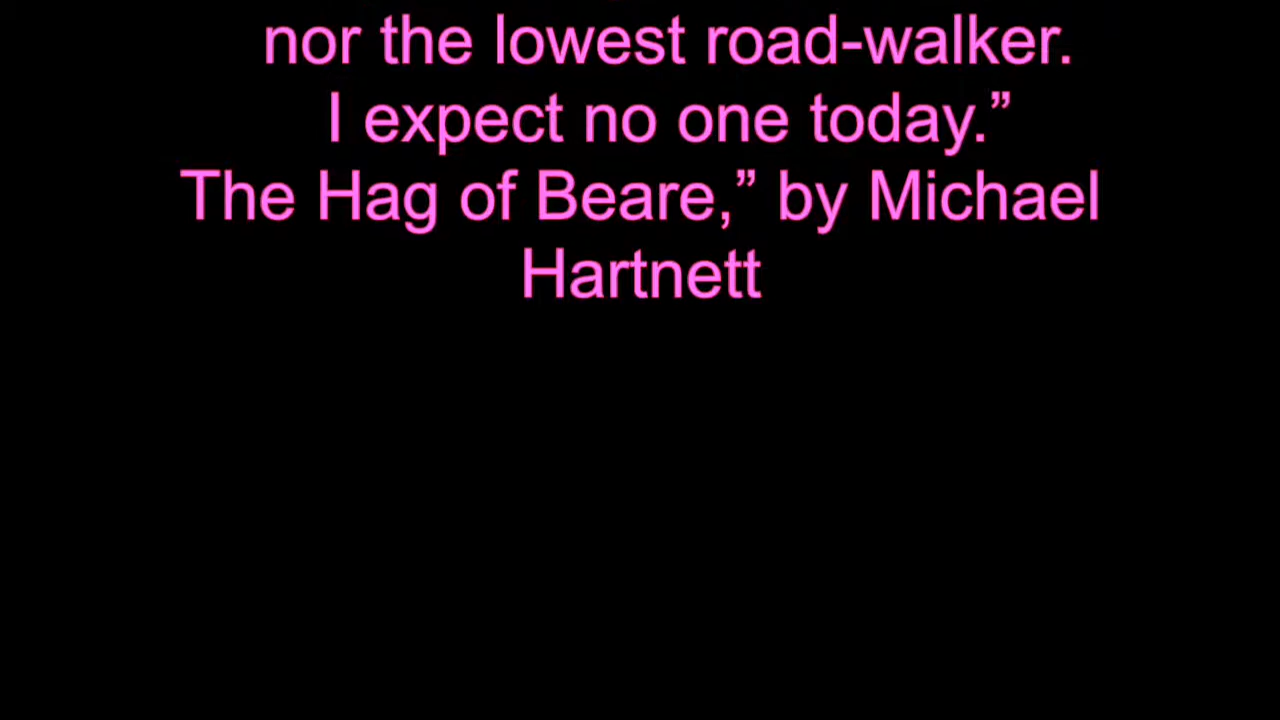 nor the lowest road-walker.
I expect no one today.”
The Hag of Beare,” by Michael
Hartnett